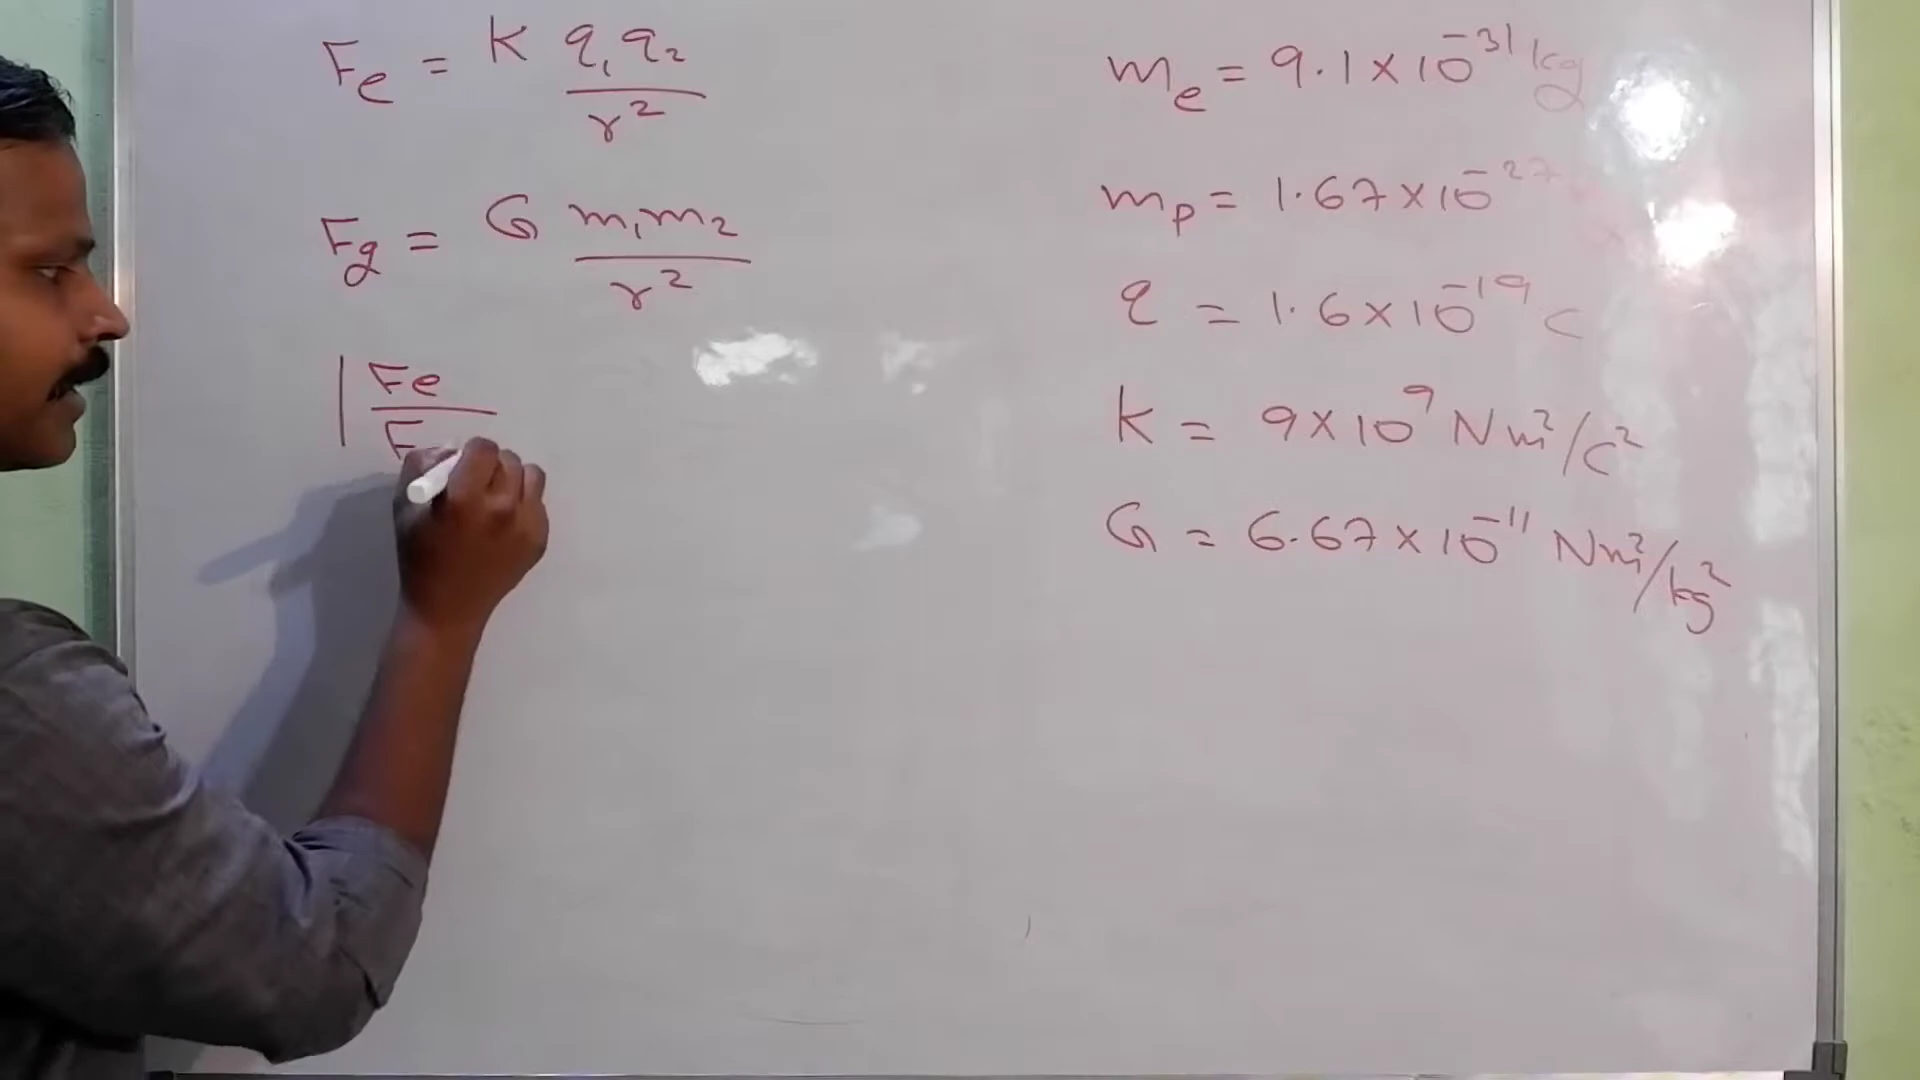 Fe = K q₁q₂ / r²
Fg = G m₁m₂ / r²
|Fe / F
me = 9.1 × 10⁻³¹ kg
mp = 1.67 × 10⁻²⁷
q = 1.6 × 10⁻¹⁹ C
K = 9 × 10⁹ Nm²/C²
G = 6.67 × 10⁻¹¹ Nm²/kg²